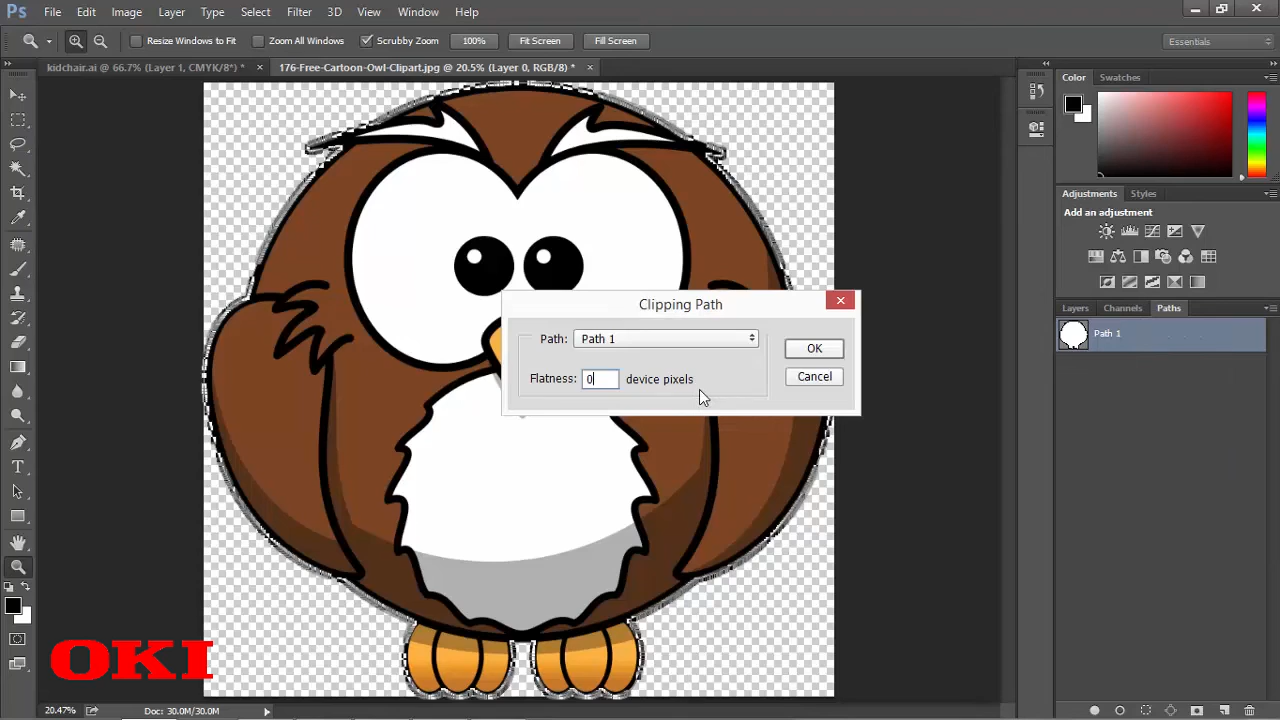 Ps File Edit Image Layer Type Select Filter 3D View Window Help
Resize Windows to Fit Zoom All Windows Scrubby Zoom 100% Fit Screen Fill Screen Essentials
kidchair.ai @ 66.7% (Layer 1, CMYK/8*) * × 176-Free-Cartoon-Owl-Clipart.jpg @ 20.5% (Layer 0, RGB/8) * ×
Color Swatches
Adjustments Styles
Add an adjustment
Layers Channels Paths
Path 1
Clipping Path
Path: Path 1
OK
Flatness: 0 device pixels
Cancel
T
OKI
20.47% Doc: 30.0M/30.0M